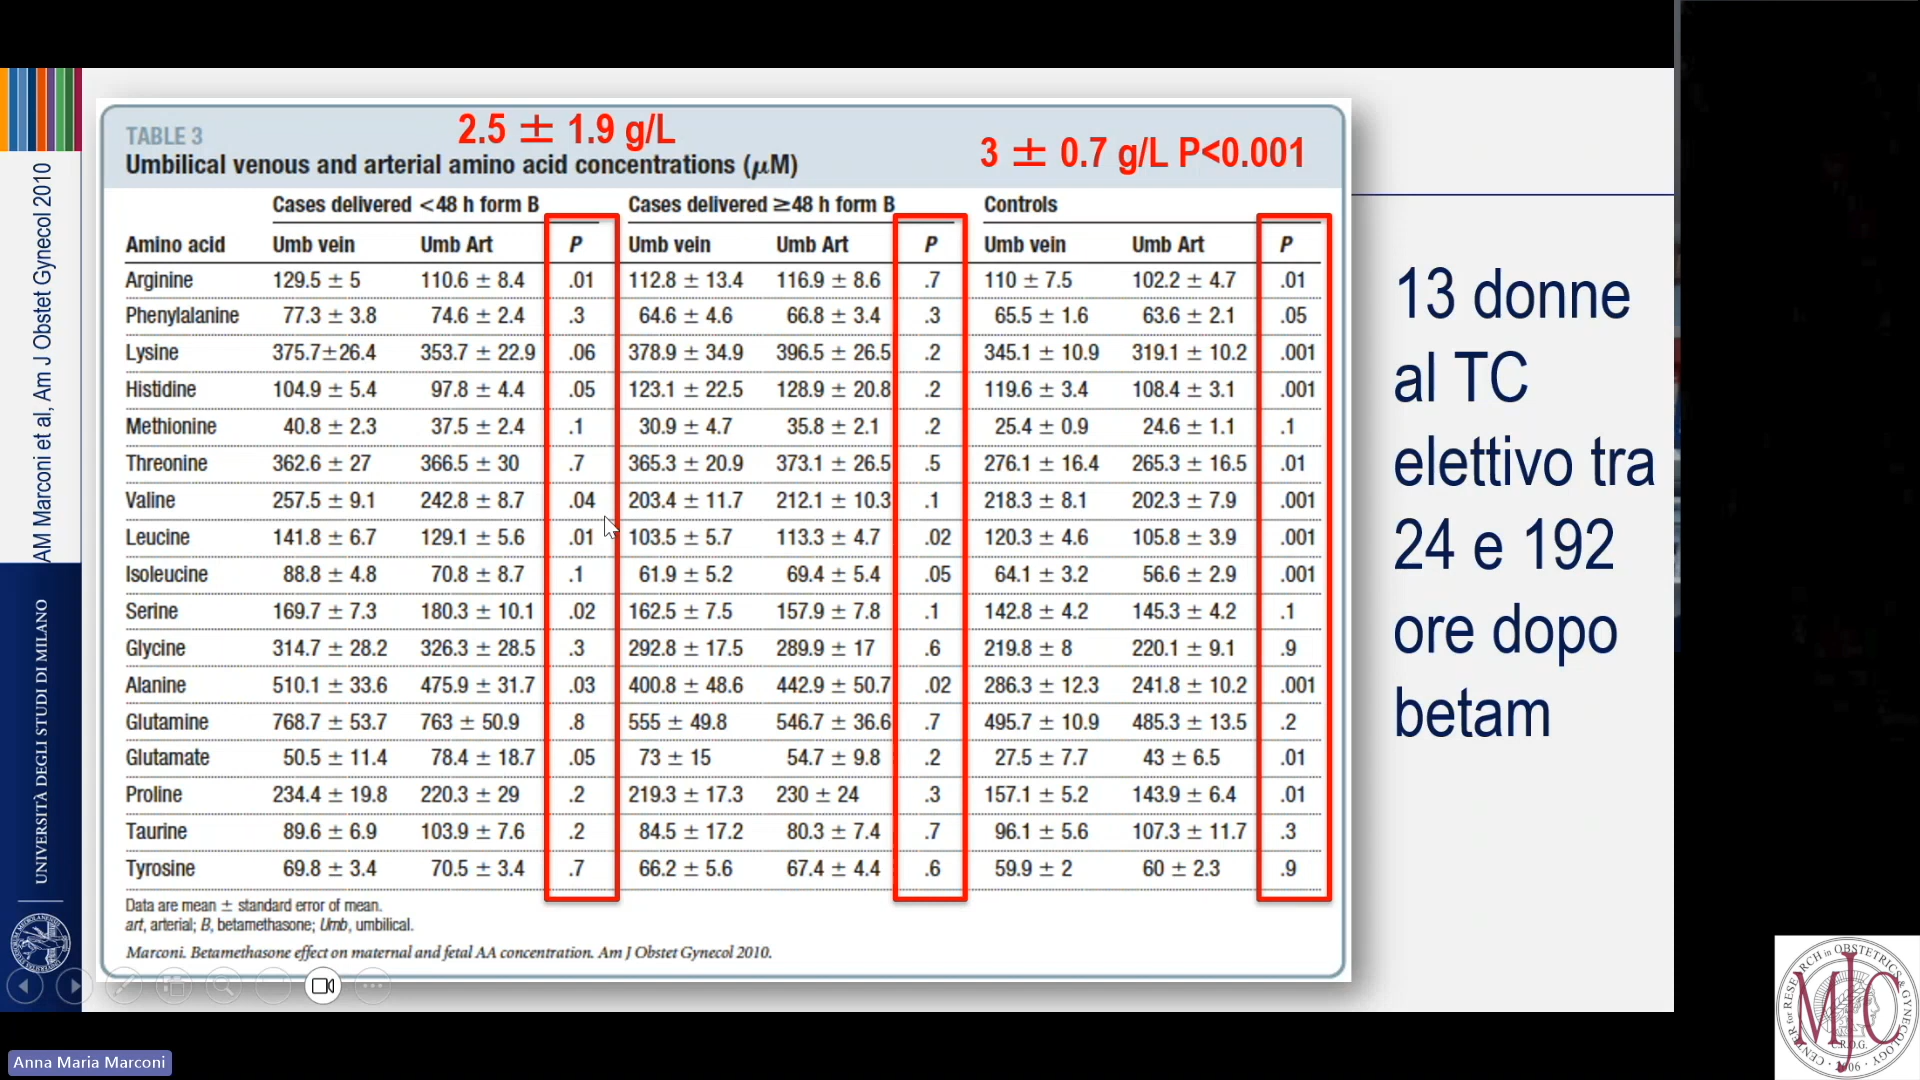 AM Marconi et al, Am J Obstet Gynecol 2010
UNIVERSITÀ DEGLI STUDI DI MILANO
2.5 ± 1.9 g/L
3 ± 0.7 g/L P<0.001
TABLE 3
Umbilical venous and arterial amino acid concentrations (μM)
Cases delivered <48 h form B Cases delivered ≥48 h form B Controls
Amino acid Umb vein Umb Art P Umb vein Umb Art P Umb vein Umb Art P
Arginine 129.5 ± 5 110.6 ± 8.4 .01 112.8 ± 13.4 116.9 ± 8.6 .7 110 ± 7.5 102.2 ± 4.7 .01
Phenylalanine 77.3 ± 3.8 74.6 ± 2.4 .3 64.6 ± 4.6 66.8 ± 3.4 .3 65.5 ± 1.6 63.6 ± 2.1 .05
Lysine 375.7±26.4 353.7 ± 22.9 .06 378.9 ± 34.9 396.5 ± 26.5 .2 345.1 ± 10.9 319.1 ± 10.2 .001
Histidine 104.9 ± 5.4 97.8 ± 4.4 .05 123.1 ± 22.5 128.9 ± 20.8 .2 119.6 ± 3.4 108.4 ± 3.1 .001
Methionine 40.8 ± 2.3 37.5 ± 2.4 .1 30.9 ± 4.7 35.8 ± 2.1 .2 25.4 ± 0.9 24.6 ± 1.1 .1
Threonine 362.6 ± 27 366.5 ± 30 .7 365.3 ± 20.9 373.1 ± 26.5 .5 276.1 ± 16.4 265.3 ± 16.5 .01
Valine 257.5 ± 9.1 242.8 ± 8.7 .04 203.4 ± 11.7 212.1 ± 10.3 .1 218.3 ± 8.1 202.3 ± 7.9 .001
Leucine 141.8 ± 6.7 129.1 ± 5.6 .01 103.5 ± 5.7 113.3 ± 4.7 .02 120.3 ± 4.6 105.8 ± 3.9 .001
Isoleucine 88.8 ± 4.8 70.8 ± 8.7 .1 61.9 ± 5.2 69.4 ± 5.4 .05 64.1 ± 3.2 56.6 ± 2.9 .001
Serine 169.7 ± 7.3 180.3 ± 10.1 .02 162.5 ± 7.5 157.9 ± 7.8 .1 142.8 ± 4.2 145.3 ± 4.2 .1
Glycine 314.7 ± 28.2 326.3 ± 28.5 .3 292.8 ± 17.5 289.9 ± 17 .6 219.8 ± 8 220.1 ± 9.1 .9
Alanine 510.1 ± 33.6 475.9 ± 31.7 .03 400.8 ± 48.6 442.9 ± 50.7 .02 286.3 ± 12.3 241.8 ± 10.2 .001
Glutamine 768.7 ± 53.7 763 ± 50.9 .8 555 ± 49.8 546.7 ± 36.6 .7 495.7 ± 10.9 485.3 ± 13.5 .2
Glutamate 50.5 ± 11.4 78.4 ± 18.7 .05 73 ± 15 54.7 ± 9.8 .2 27.5 ± 7.7 43 ± 6.5 .01
Proline 234.4 ± 19.8 220.3 ± 29 .2 219.3 ± 17.3 230 ± 24 .3 157.1 ± 5.2 143.9 ± 6.4 .01
Taurine 89.6 ± 6.9 103.9 ± 7.6 .2 84.5 ± 17.2 80.3 ± 7.4 .7 96.1 ± 5.6 107.3 ± 11.7 .3
Tyrosine 69.8 ± 3.4 70.5 ± 3.4 .7 66.2 ± 5.6 67.4 ± 4.4 .6 59.9 ± 2 60 ± 2.3 .9
Data are mean ± standard error of mean.
art, arterial; B, betamethasone; Umb, umbilical.
Marconi. Betamethasone effect on maternal and fetal AA concentration. Am J Obstet Gynecol 2010.
13 donne
al TC
elettivo tra
24 e 192
ore dopo
betam
CENTER for RESEARCH in OBSTETRICS & GYNECOLOGY
MJC
C.R.O.G.
2006
Anna Maria Marconi